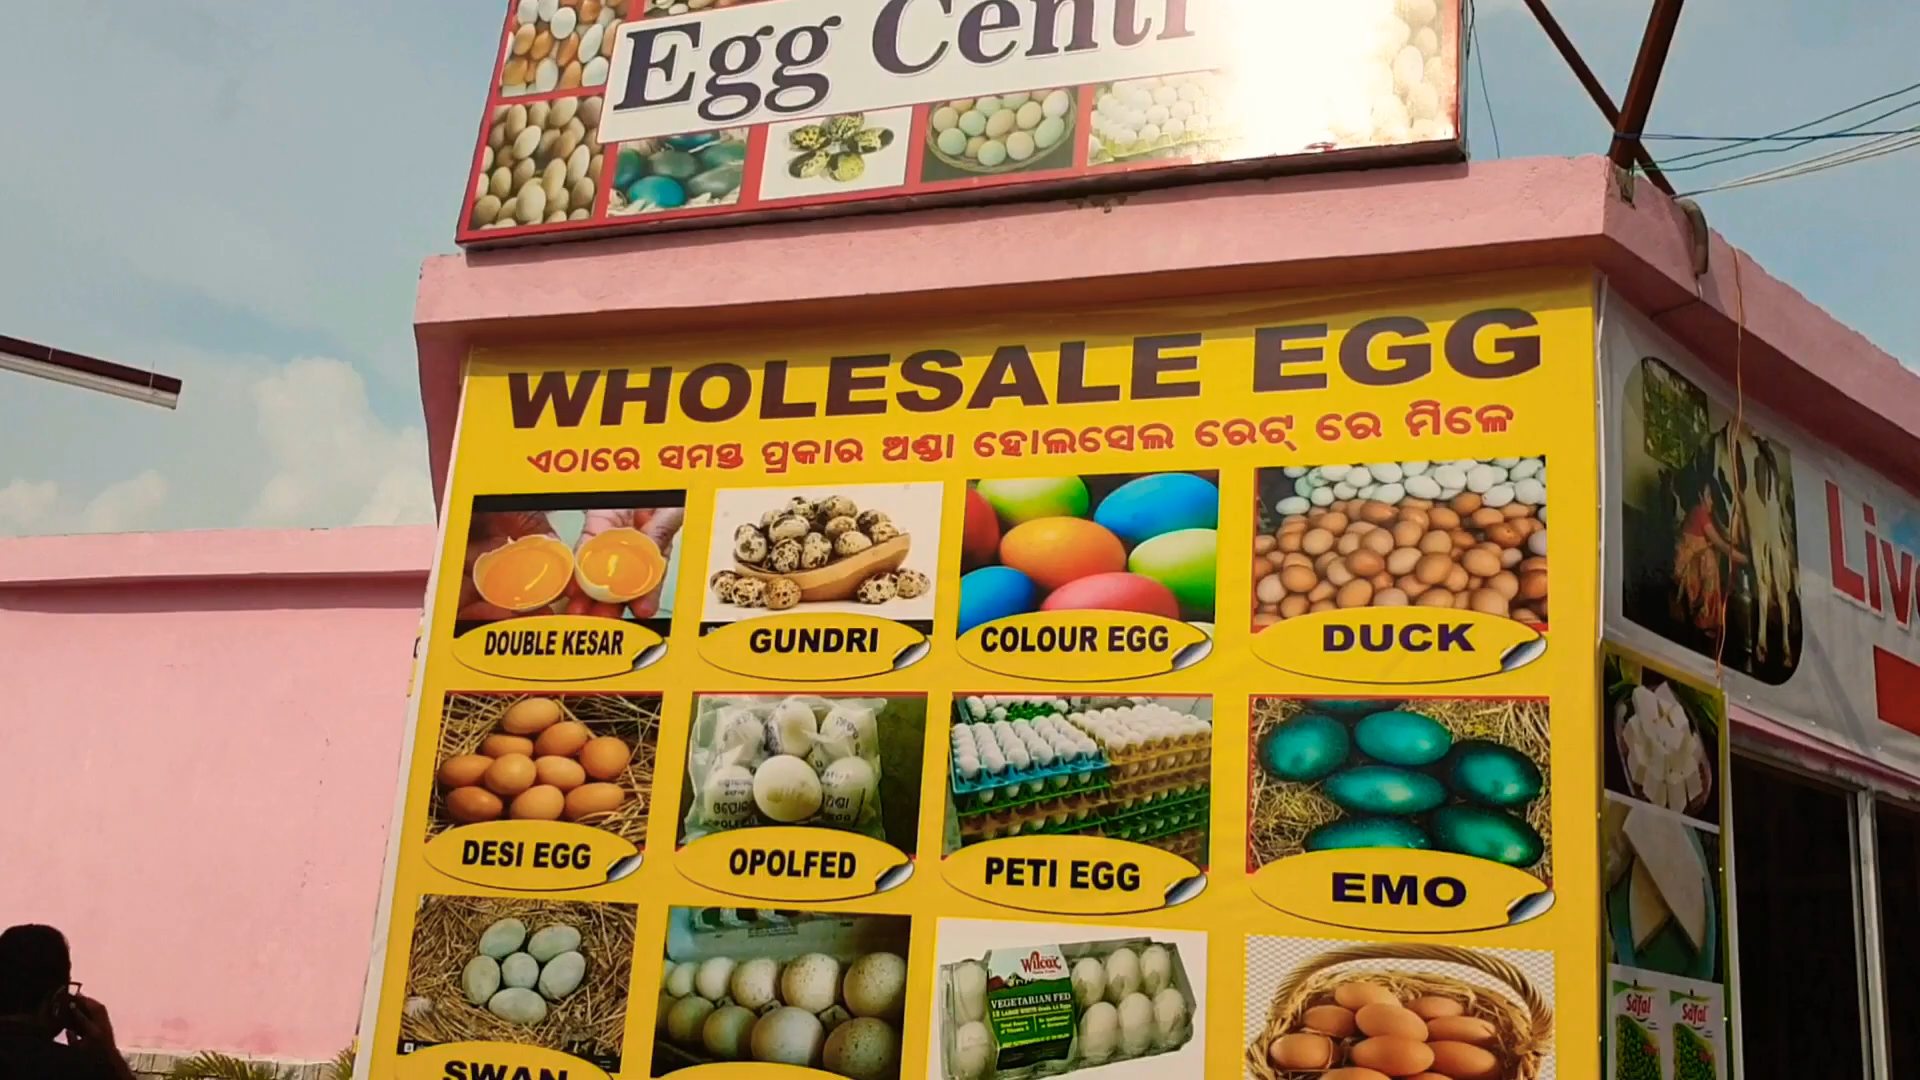 Egg Cent
WHOLESALE EGG
ଏଠାରେ ସମସ୍ତ ପ୍ରକାର ଅଣ୍ଡା ହୋଲସେଲ ରେଟ୍ ରେ ମିଳେ
DOUBLE KESAR
GUNDRI
COLOUR EGG
DUCK
DESI EGG
OPOLFED
PETI EGG
EMO
SWAN
Wilcox
VEGETARIAN FED
Live
Safal
Safal